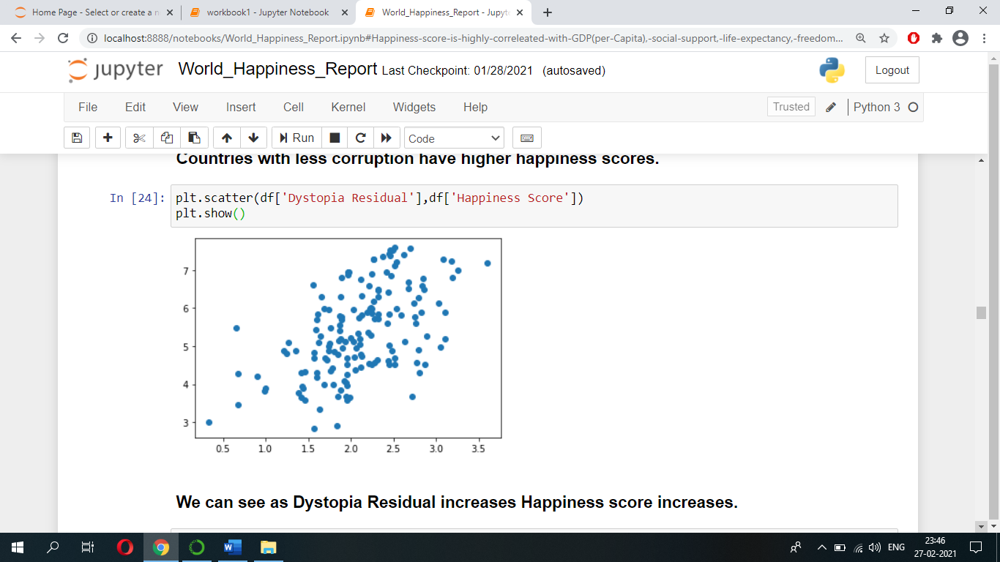 Home Page - Select or create a n
workbook1 - Jupyter Notebook
World_Happiness_Report - Jupyt
localhost:8888/notebooks/World_Happiness_Report.ipynb#Happiness-score-is-highly-correleated-with-GDP(per-Capita),-social-support,-life-expectancy,-freedom...
jupyter World_Happiness_Report Last Checkpoint: 01/28/2021 (autosaved)
Logout
File Edit View Insert Cell Kernel Widgets Help
Trusted
Python 3
Run
Code
Countries with less corruption have higher happiness scores.
In [24]: plt.scatter(df['Dystopia Residual'],df['Happiness Score'])
plt.show()
7
6
5
4
3
0.5 1.0 1.5 2.0 2.5 3.0 3.5
We can see as Dystopia Residual increases Happiness score increases.
ENG
23:46
27-02-2021